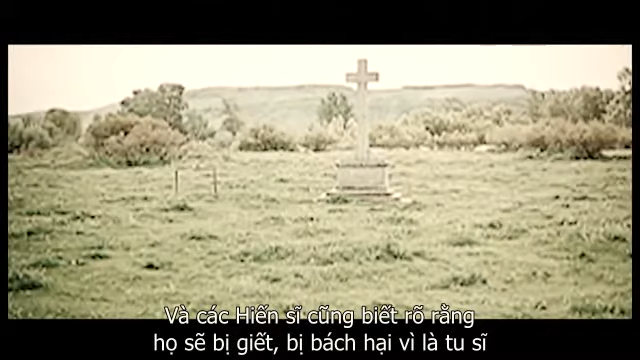 Và các Hiến sĩ cũng biết rõ rằng
họ sẽ bị giết, bị bách hại vì là tu sĩ